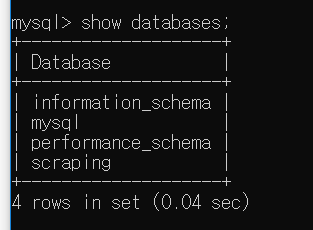 mysql> show databases;
+--------------------+
| Database           |
+--------------------+
| information_schema |
| mysql              |
| performance_schema |
| scraping           |
+--------------------+
4 rows in set (0.04 sec)